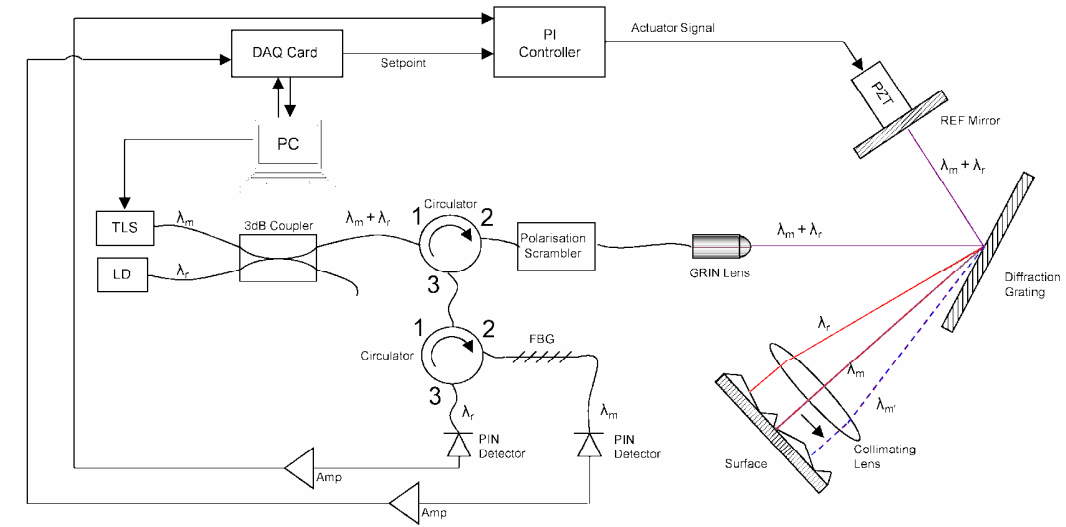 DAQ Card
Setpoint
PI
Controller
Actuator Signal
PZT
REF Mirror
PC
λm + λr
TLS
λm
3dB Coupler
λm + λr
Circulator
1
2
3
Polarisation
Scrambler
λm + λr
GRIN Lens
LD
λr
Diffraction
Grating
λr
λm
λm'
Circulator
1
2
3
FBG
λr
λm
PIN
Detector
PIN
Detector
Surface
Collimating
Lens
Amp
Amp